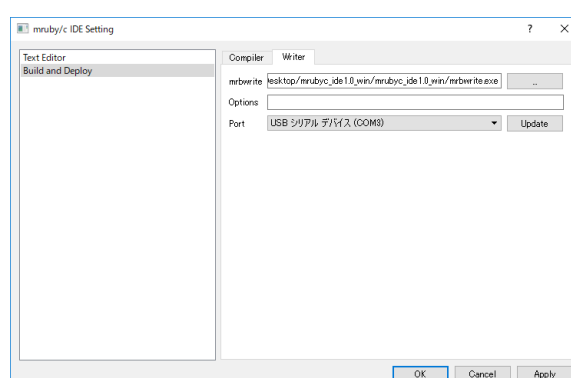 mruby/c IDE Setting
? ×
Text Editor
Build and Deploy
Compiler Writer
mrbwrite esktop/mrubyc_ide1.0_win/mrubyc_ide1.0_win/mrbwrite.exe ..
Options
Port USB シリアル デバイス (COM3) Update
OK Cancel Apply